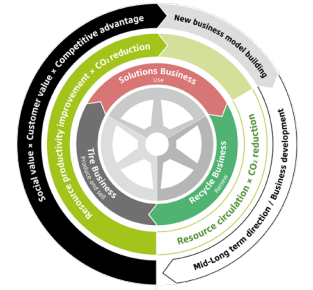 Social value × Customer value × Competitive advantage
New business model building
Mid-Long term direction / Business development
Resource productivity improvement × CO₂ reduction
Resource circulation × CO₂ reduction
Solutions Business
Use
Tire Business
Produce and sell
Recycle Business
Renew